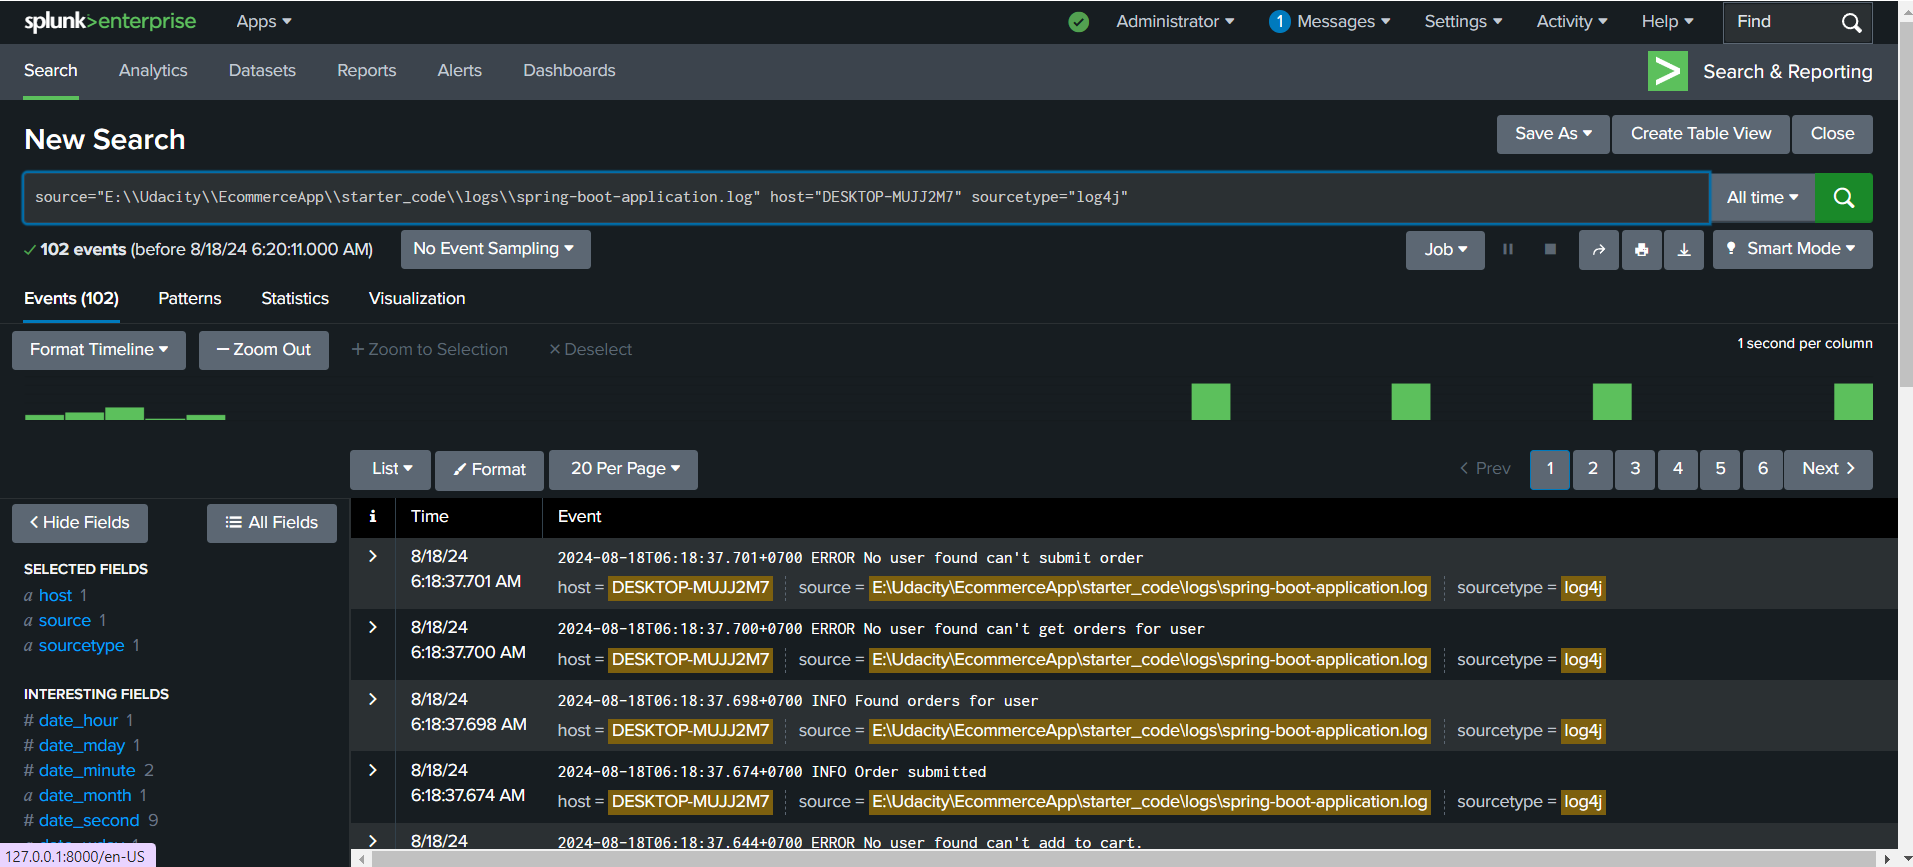 splunk>enterprise Apps Administrator 1 Messages Settings Activity Help Find
Search Analytics Datasets Reports Alerts Dashboards > Search & Reporting
New Search Save As Create Table View Close
source="E:\\Udacity\\EcommerceApp\\starter_code\\logs\\spring-boot-application.log" host="DESKTOP-MUJJ2M7" sourcetype="log4j" All time
102 events (before 8/18/24 6:20:11.000 AM) No Event Sampling Job Smart Mode
Events (102) Patterns Statistics Visualization
Format Timeline — Zoom Out + Zoom to Selection × Deselect 1 second per column
List Format 20 Per Page < Prev 1 2 3 4 5 6 Next >
< Hide Fields All Fields
SELECTED FIELDS
a host 1
a source 1
a sourcetype 1
INTERESTING FIELDS
# date_hour 1
# date_mday 1
# date_minute 2
a date_month 1
# date_second 9
127.0.0.1:8000/en-US
i Time Event
> 8/18/24 6:18:37.701 AM
2024-08-18T06:18:37.701+0700 ERROR No user found can't submit order
host = DESKTOP-MUJJ2M7 source = E:\Udacity\EcommerceApp\starter_code\logs\spring-boot-application.log sourcetype = log4j
> 8/18/24 6:18:37.700 AM
2024-08-18T06:18:37.700+0700 ERROR No user found can't get orders for user
host = DESKTOP-MUJJ2M7 source = E:\Udacity\EcommerceApp\starter_code\logs\spring-boot-application.log sourcetype = log4j
> 8/18/24 6:18:37.698 AM
2024-08-18T06:18:37.698+0700 INFO Found orders for user
host = DESKTOP-MUJJ2M7 source = E:\Udacity\EcommerceApp\starter_code\logs\spring-boot-application.log sourcetype = log4j
> 8/18/24 6:18:37.674 AM
2024-08-18T06:18:37.674+0700 INFO Order submitted
host = DESKTOP-MUJJ2M7 source = E:\Udacity\EcommerceApp\starter_code\logs\spring-boot-application.log sourcetype = log4j
> 8/18/24
2024-08-18T06:18:37.644+0700 ERROR No user found can't add to cart.